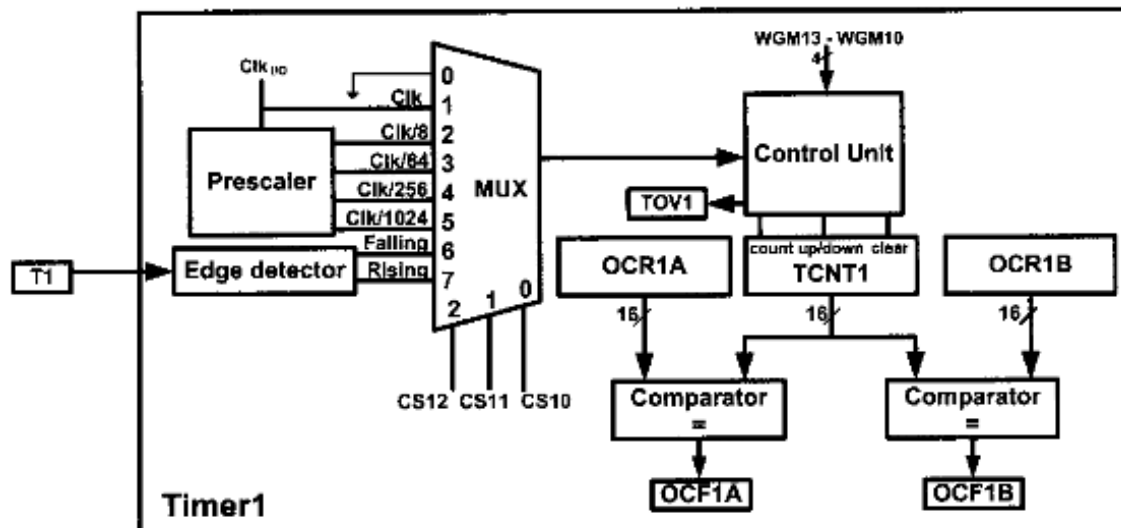 WGM13 - WGM10
4
Clk I/O
0
Clk
1
Clk/8
2
Clk/64
3
Prescaler
MUX
Control Unit
Clk/256
4
Clk/1024
5
TOV1
Falling
6
count up/down clear
T1
Edge detector
Rising
7
OCR1A
TCNT1
OCR1B
2
1
0
16
16
16
CS12
CS11
CS10
Comparator
=
Comparator
=
Timer1
OCF1A
OCF1B